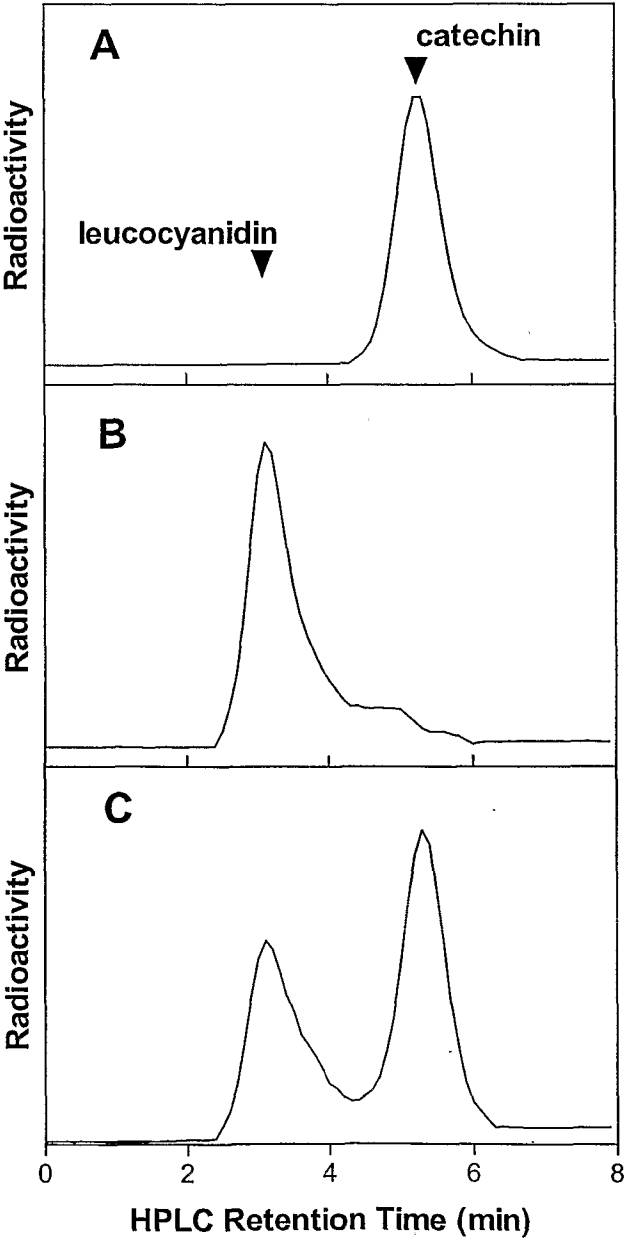 A
catechin
leucocyanidin
Radioactivity
B
Radioactivity
C
Radioactivity
0 2 4 6 8
HPLC Retention Time (min)